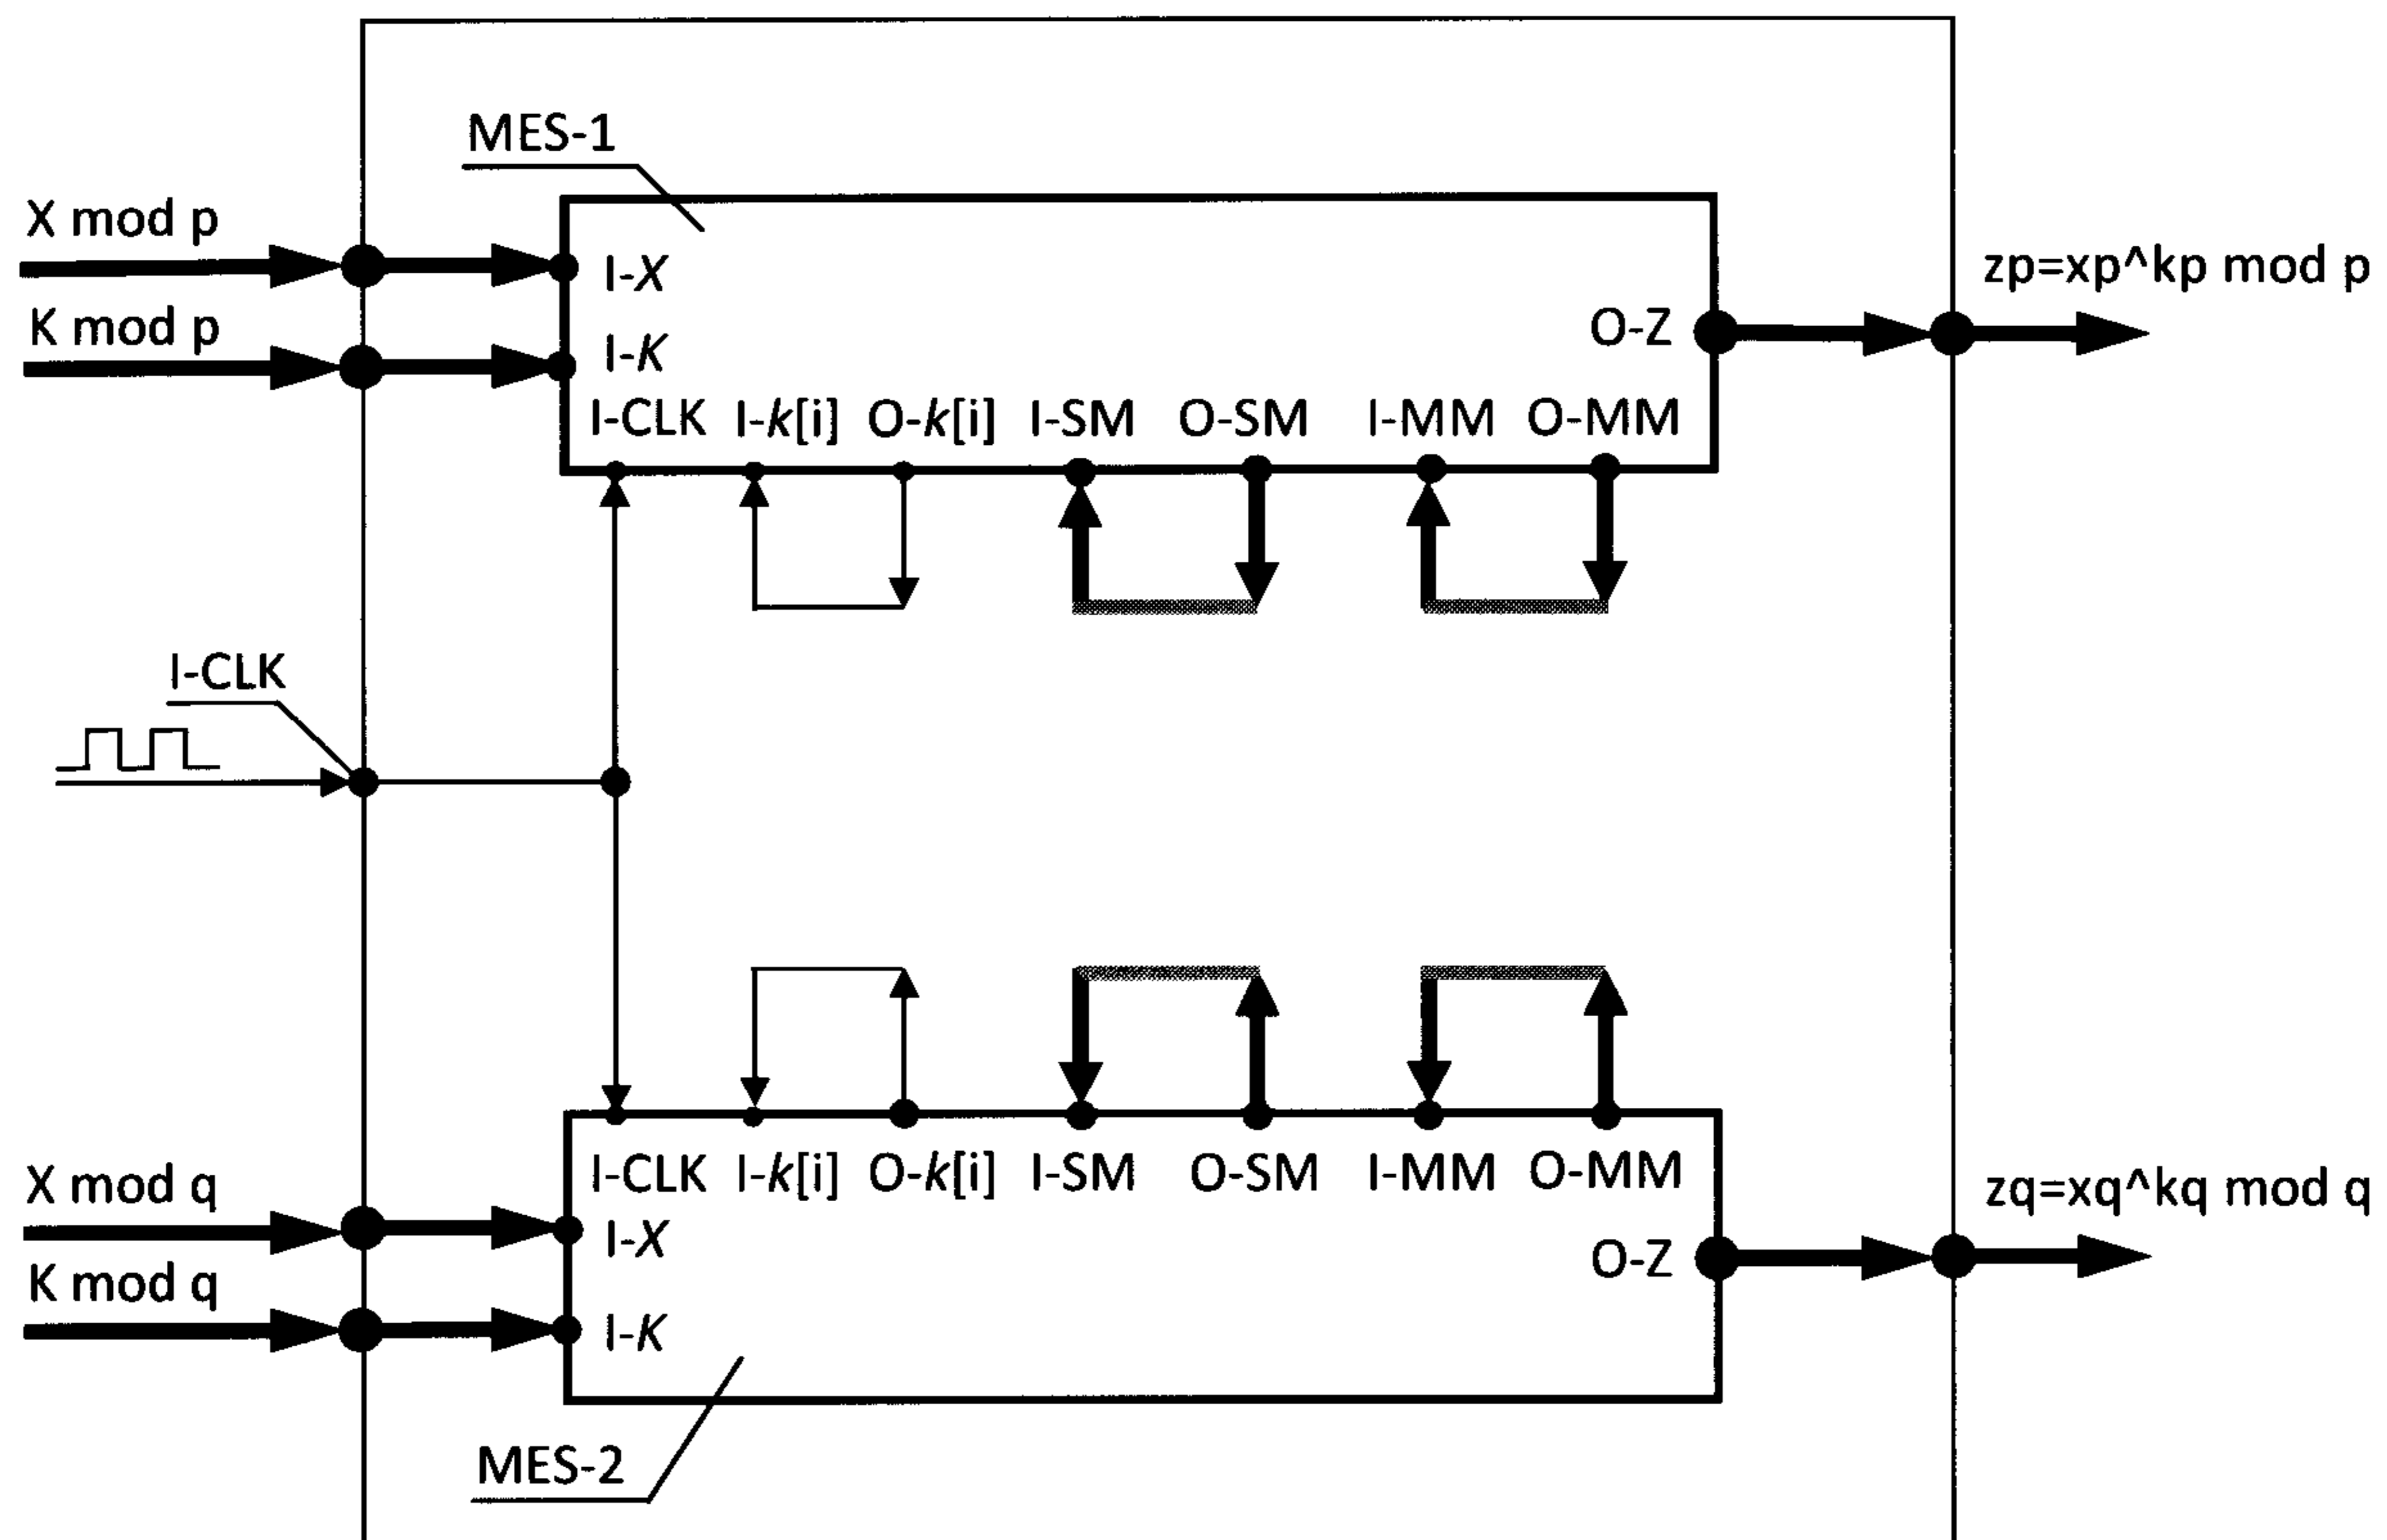 MES-1
X mod p
I-X
zp=xp^kp mod p
K mod p
I-K
O-Z
I-CLK I-k[i] O-k[i] I-SM O-SM I-MM O-MM
I-CLK
I-CLK I-k[i] O-k[i] I-SM O-SM I-MM O-MM
X mod q
I-X
zq=xq^kq mod q
O-Z
K mod q
I-K
MES-2